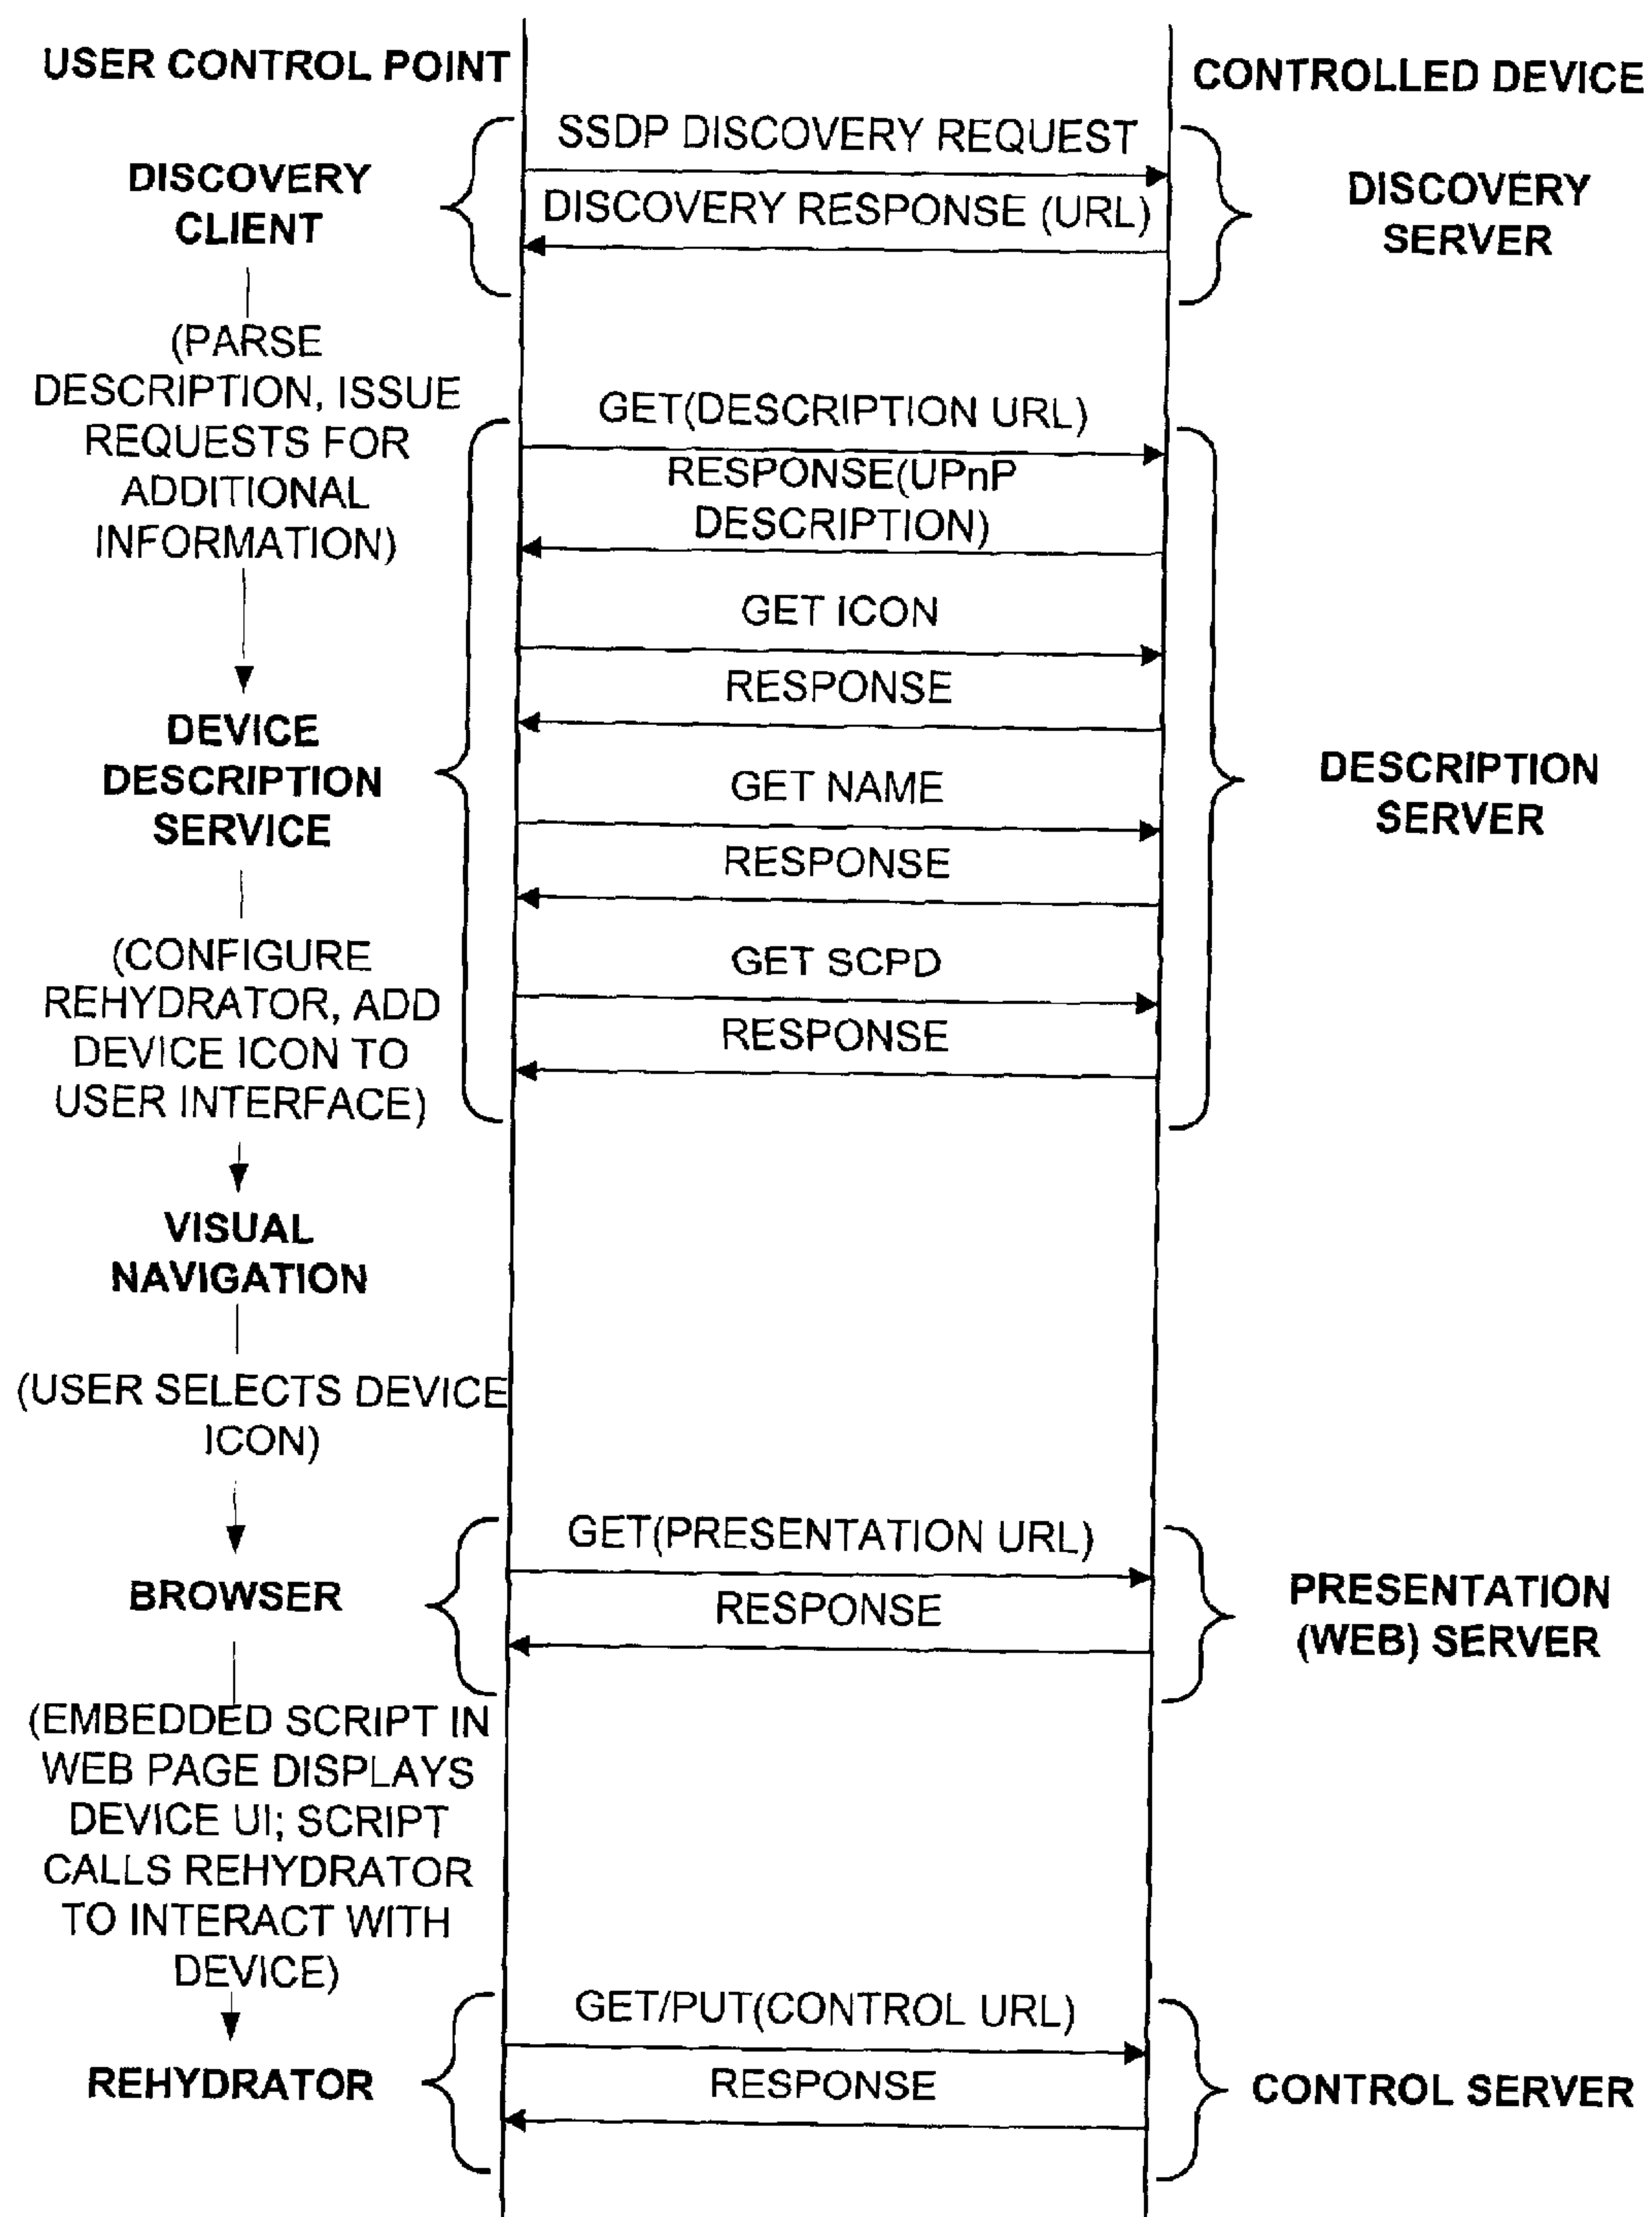 USER CONTROL POINT
CONTROLLED DEVICE
SSDP DISCOVERY REQUEST
DISCOVERY
CLIENT
DISCOVERY RESPONSE (URL)
DISCOVERY
SERVER
(PARSE
DESCRIPTION, ISSUE
REQUESTS FOR
ADDITIONAL
INFORMATION)
GET(DESCRIPTION URL)
RESPONSE(UPnP
DESCRIPTION)
GET ICON
RESPONSE
DEVICE
DESCRIPTION
SERVICE
GET NAME
RESPONSE
DESCRIPTION
SERVER
(CONFIGURE
REHYDRATOR, ADD
DEVICE ICON TO
USER INTERFACE)
GET SCPD
RESPONSE
VISUAL
NAVIGATION
(USER SELECTS DEVICE
ICON)
BROWSER
GET(PRESENTATION URL)
RESPONSE
PRESENTATION
(WEB) SERVER
(EMBEDDED SCRIPT IN
WEB PAGE DISPLAYS
DEVICE UI; SCRIPT
CALLS REHYDRATOR
TO INTERACT WITH
DEVICE)
REHYDRATOR
GET/PUT(CONTROL URL)
RESPONSE
CONTROL SERVER